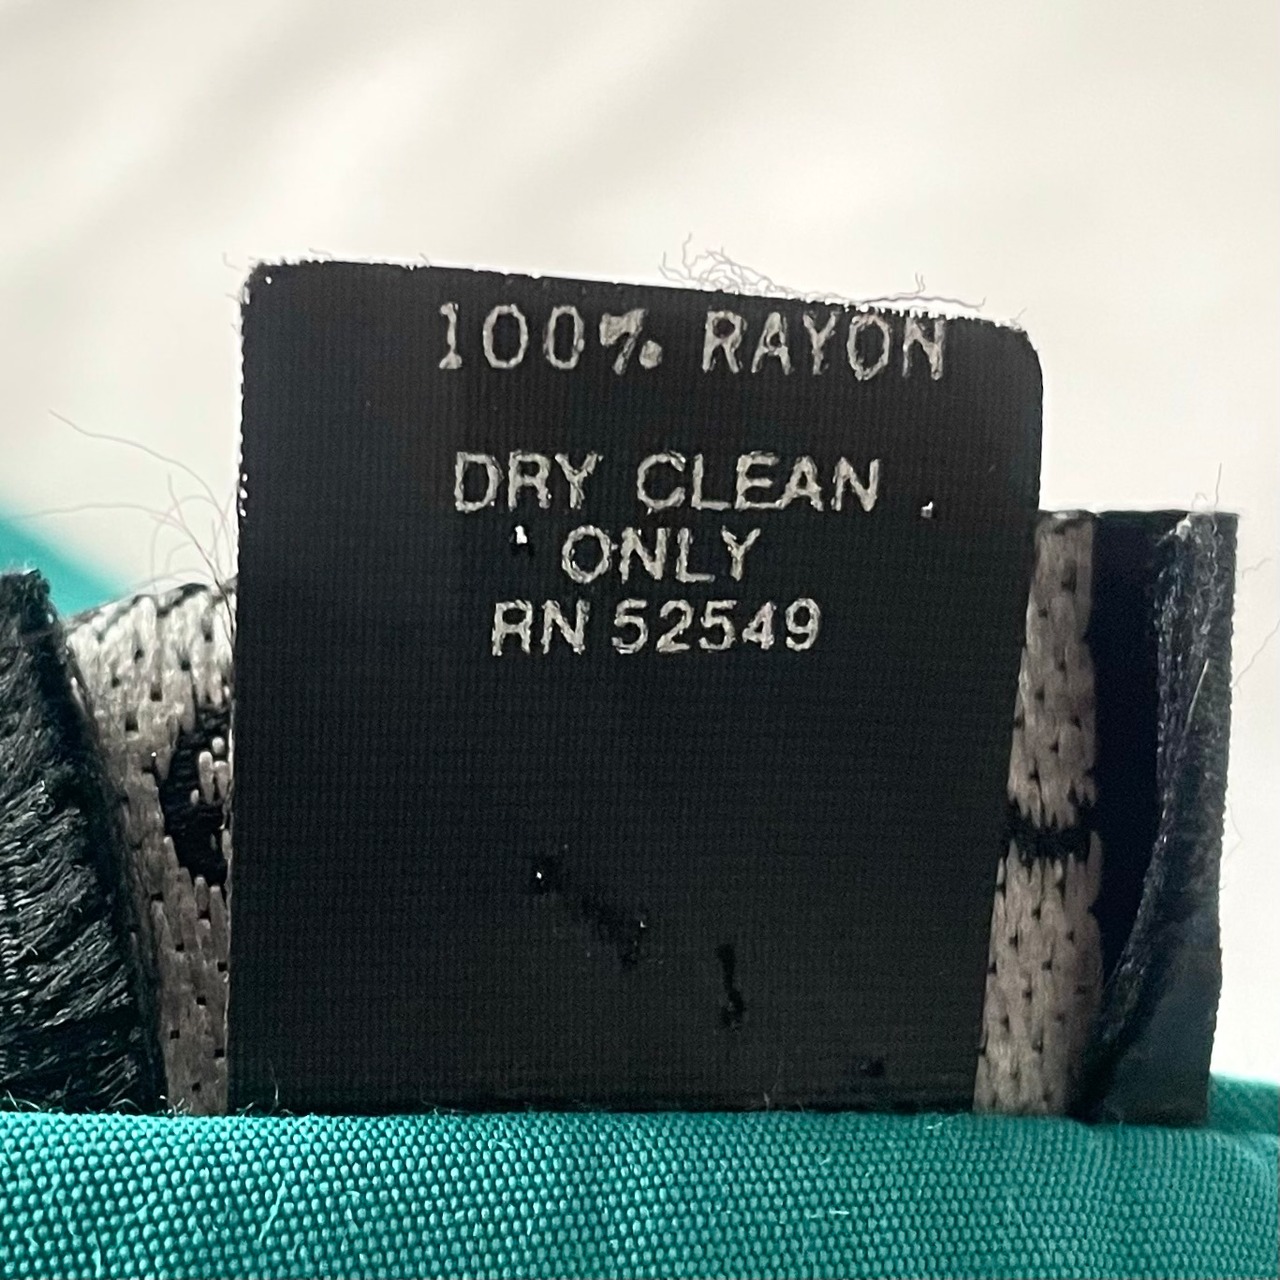 100% RAYON
DRY CLEAN
ONLY
RN 52549